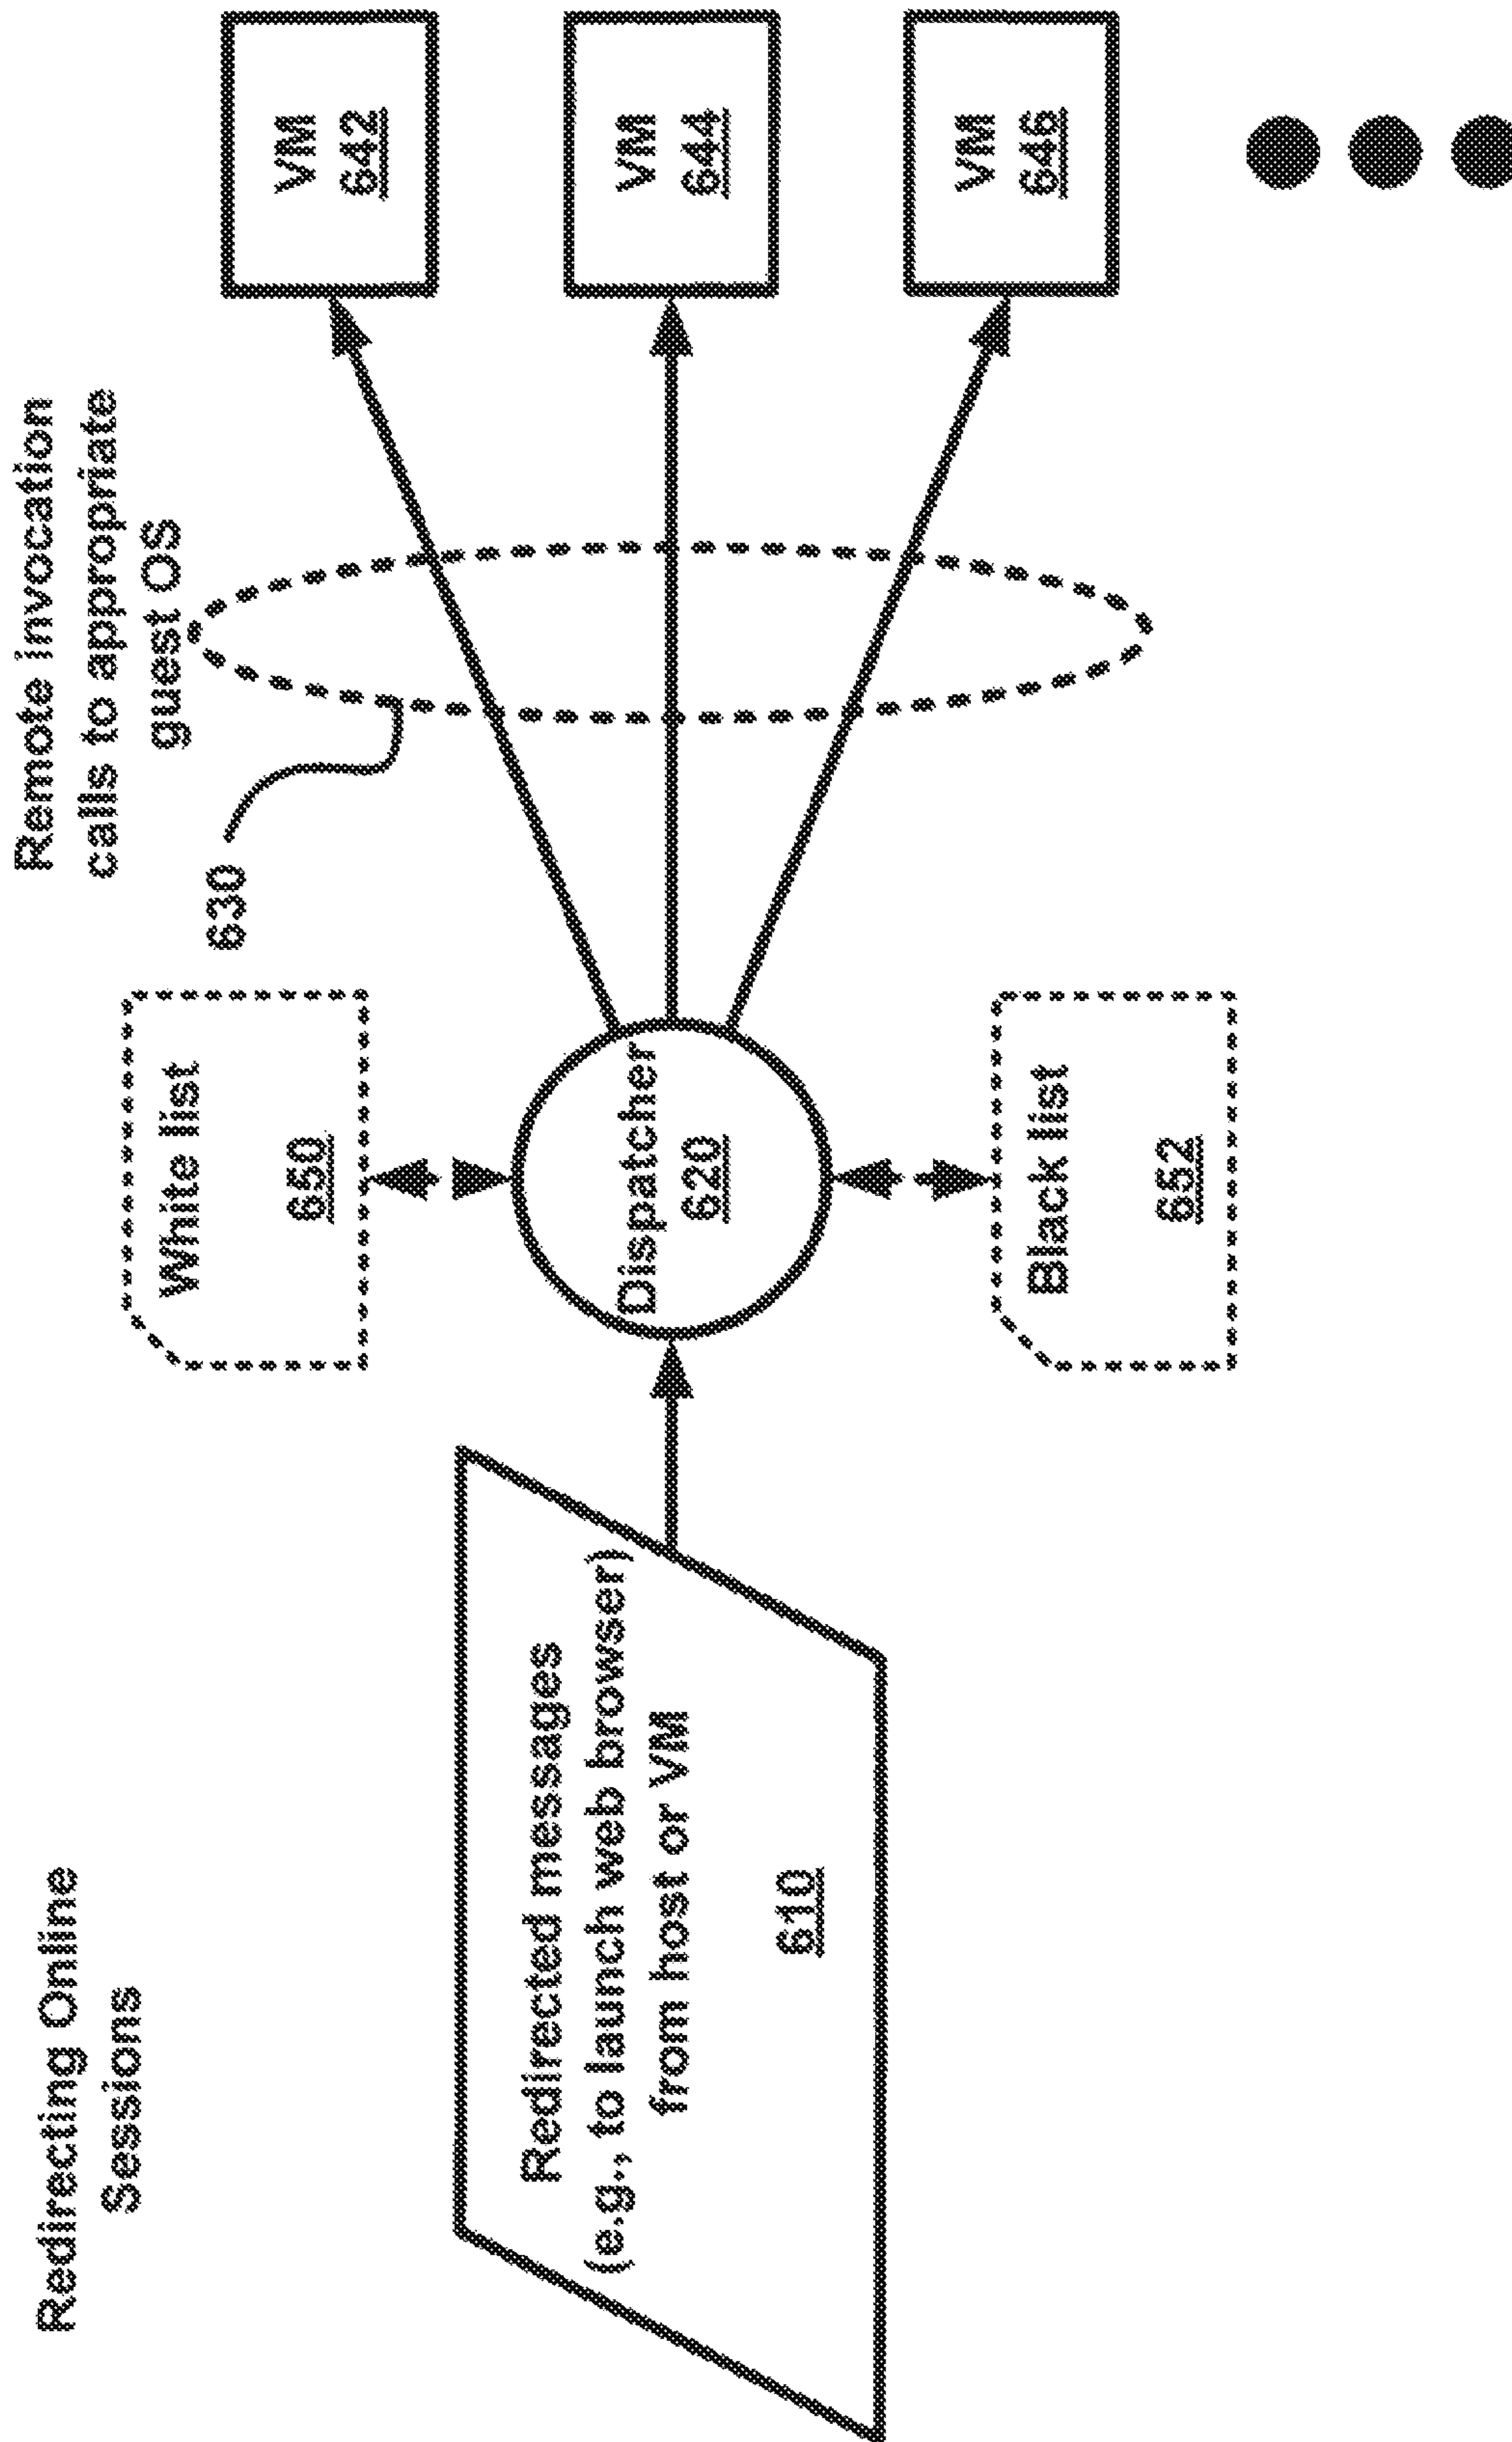 Redirecting Online
Sessions
Redirected messages
(e.g., to launch web browser)
from host or VM
610
White list
650
Dispatcher
620
Black list
652
Remote invocation
calls to appropriate
guest OS
630
VM
642
VM
644
VM
646